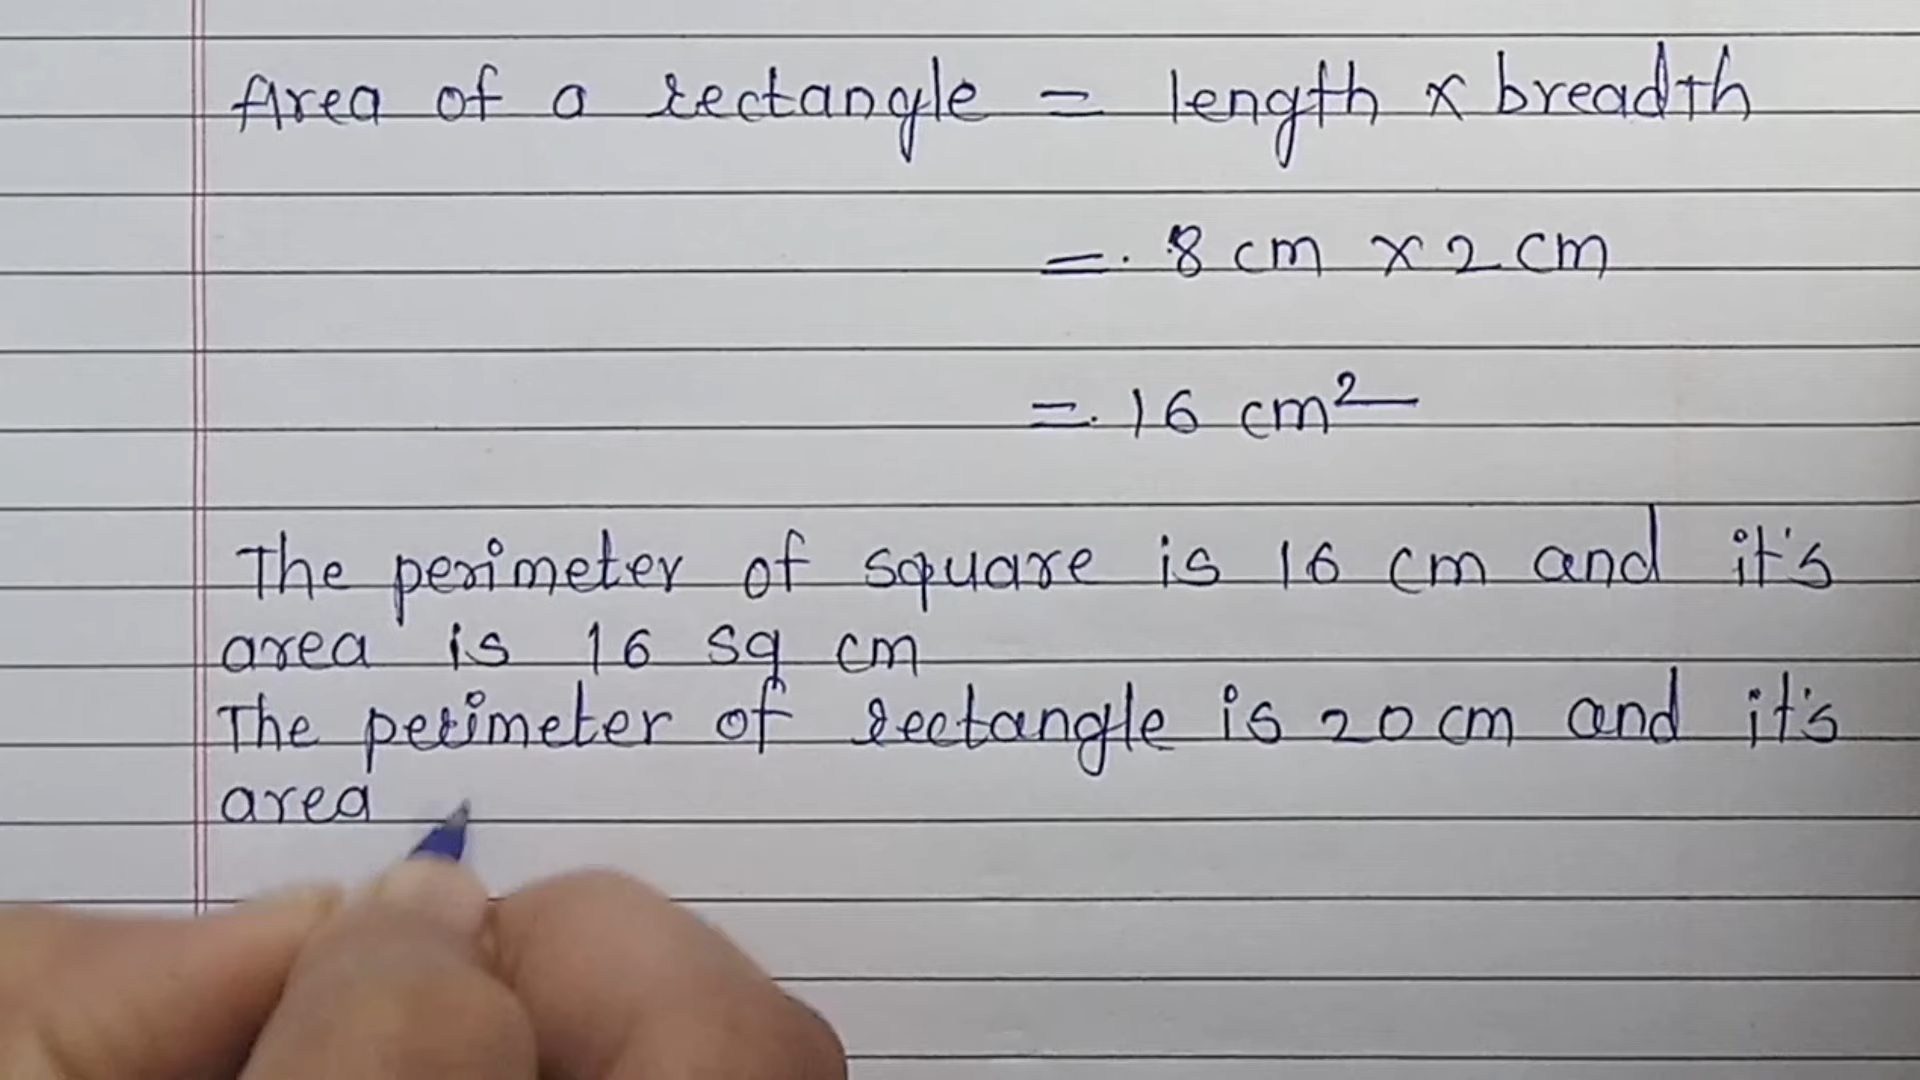 Area of a rectangle = length x breadth
=. 8 cm x 2 cm
=. 16 cm²
The perimeter of square is 16 cm and it's
area is 16 sq cm
The perimeter of rectangle is 20 cm and it's
area